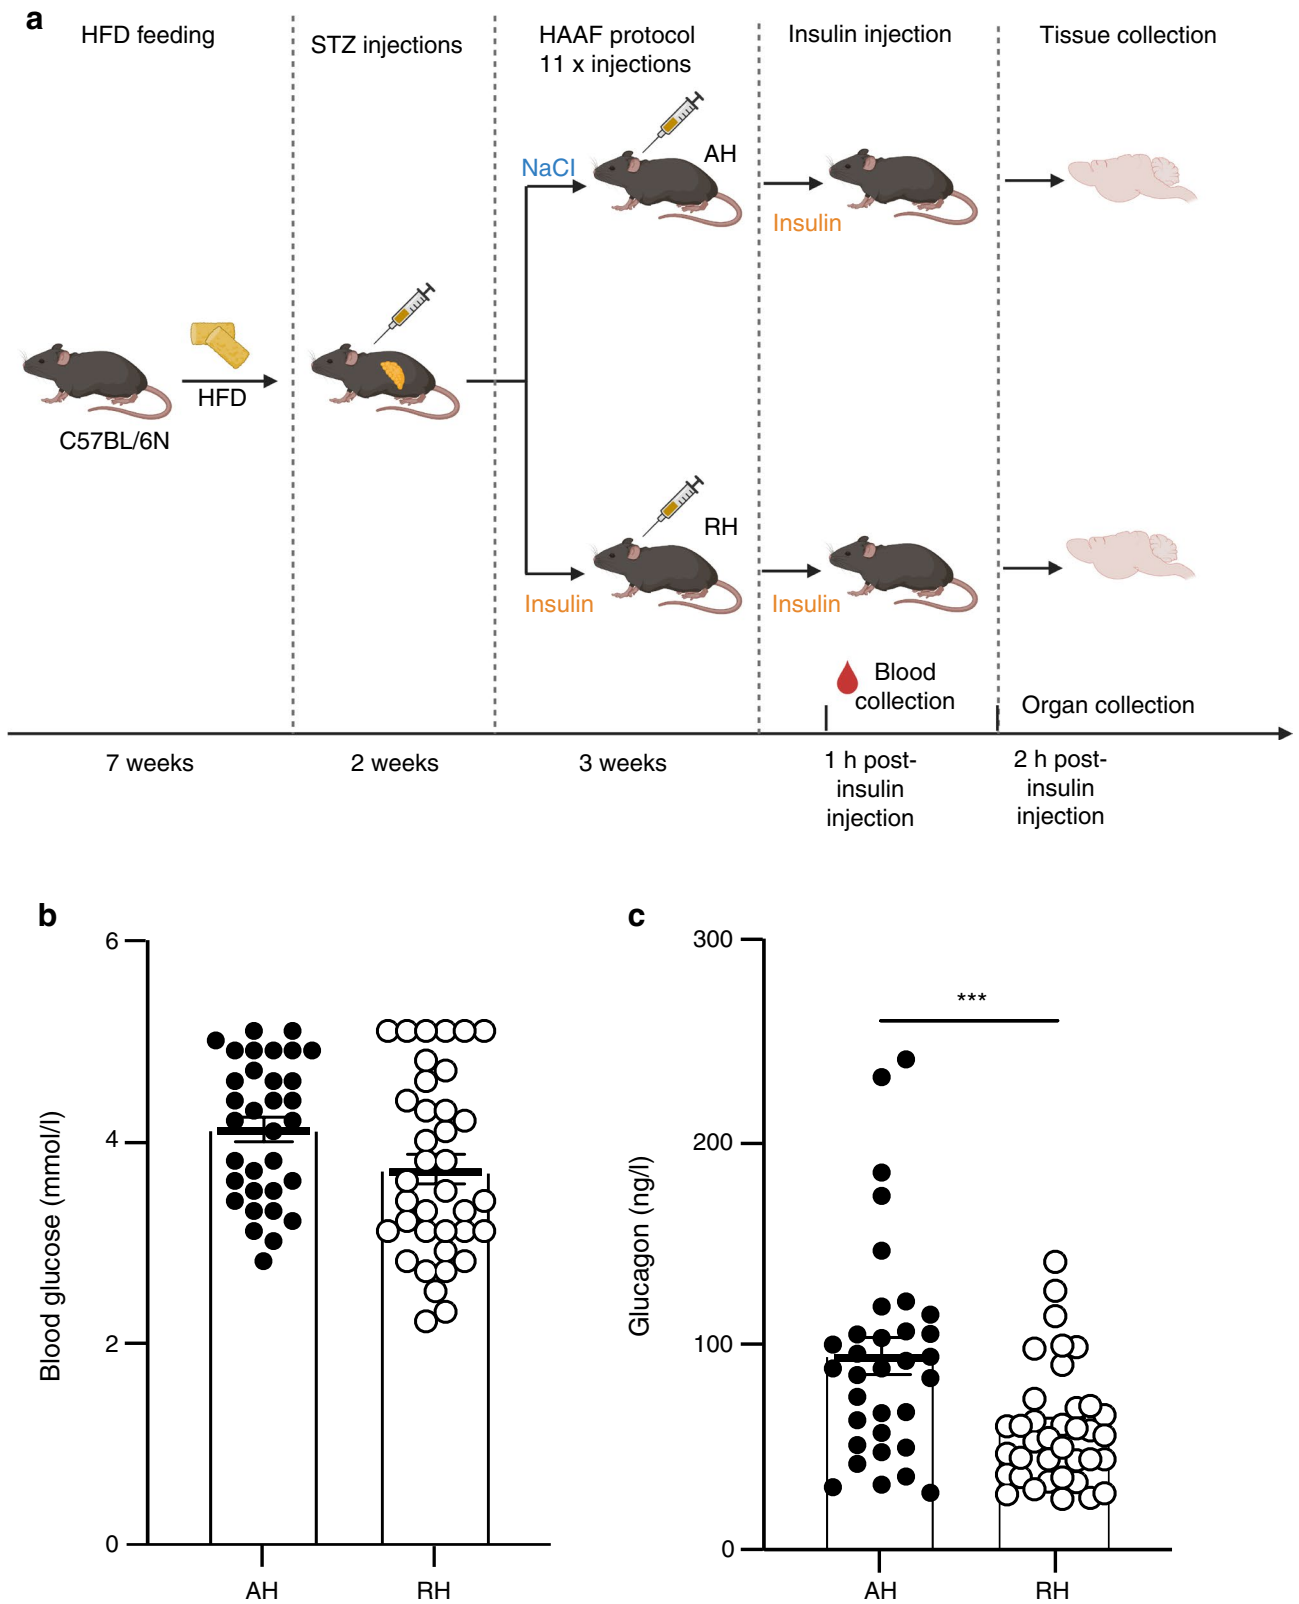 a
HFD feeding
STZ injections
HAAF protocol
11 x injections
Insulin injection
Tissue collection
NaCl
AH
Insulin
HFD
C57BL/6N
RH
Insulin
Insulin
Blood
collection
Organ collection
7 weeks
2 weeks
3 weeks
1 h post-
insulin
injection
2 h post-
insulin
injection
b
Blood glucose (mmol/l)
6
4
2
0
AH
RH
c
Glucagon (ng/l)
300
200
100
0
***
AH
RH